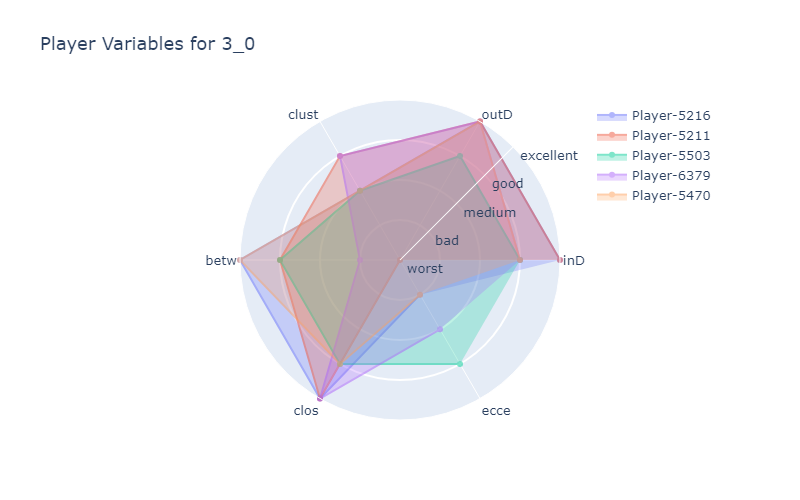 Player Variables for 3_0
clust
outD
Player-5216
Player-5211
Player-5503
Player-6379
Player-5470
excellent
good
medium
bad
worst
betw
inD
clos
ecce